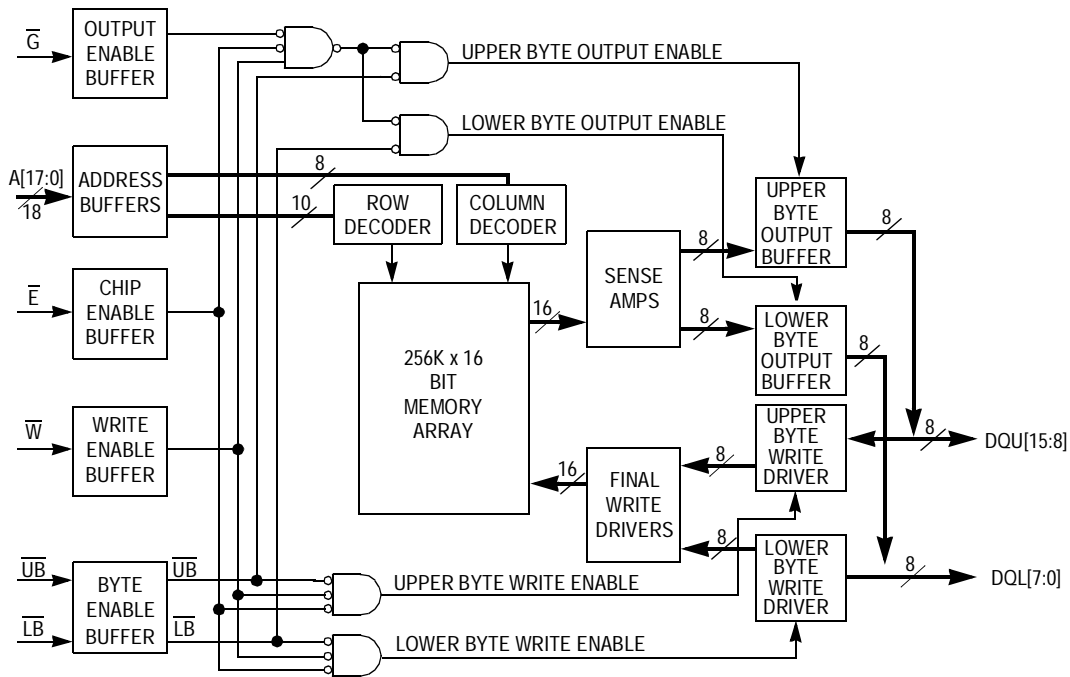 G
OUTPUT
ENABLE
BUFFER
UPPER BYTE OUTPUT ENABLE
LOWER BYTE OUTPUT ENABLE
A[17:0]
18
ADDRESS
BUFFERS
8
10
ROW
DECODER
COLUMN
DECODER
UPPER
BYTE
OUTPUT
BUFFER
8
E
CHIP
ENABLE
BUFFER
256K x 16
BIT
MEMORY
ARRAY
16
SENSE
AMPS
8
8
LOWER
BYTE
OUTPUT
BUFFER
8
W
WRITE
ENABLE
BUFFER
16
FINAL
WRITE
DRIVERS
8
8
UPPER
BYTE
WRITE
DRIVER
8
DQU[15:8]
UB
LB
BYTE
ENABLE
BUFFER
UB
LB
UPPER BYTE WRITE ENABLE
LOWER BYTE WRITE ENABLE
LOWER
BYTE
WRITE
DRIVER
8
DQL[7:0]